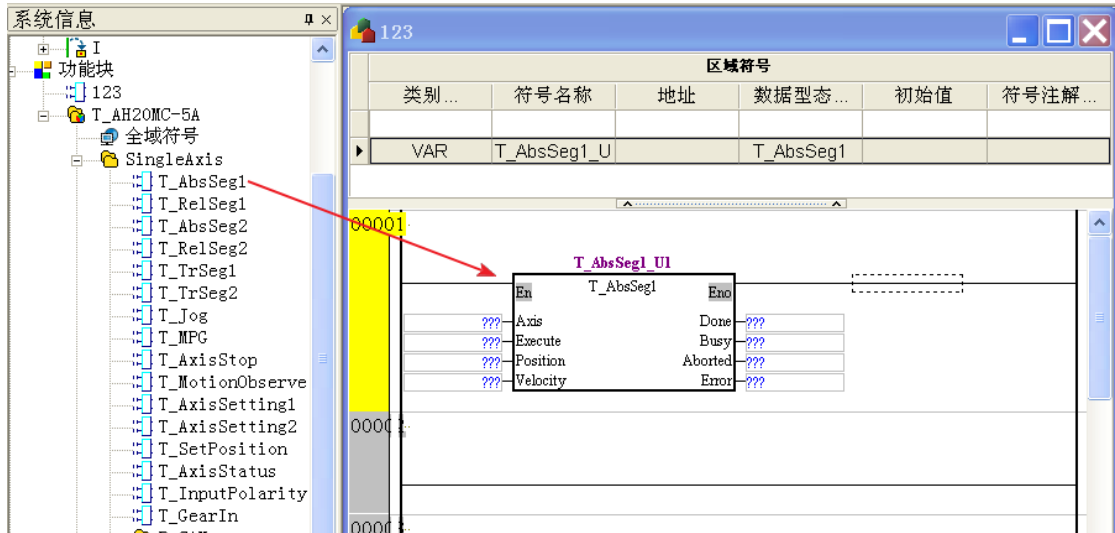 系统信息
I
功能块
123
T_AH20MC-5A
全域符号
SingleAxis
T_AbsSeg1
T_RelSeg1
T_AbsSeg2
T_RelSeg2
T_TrSeg1
T_TrSeg2
T_Jog
T_MPG
T_AxisStop
T_MotionObserve
T_AxisSetting1
T_AxisSetting2
T_SetPosition
T_AxisStatus
T_InputPolarity
T_GearIn
123
区域符号
类别... 符号名称 地址 数据型态... 初始值 符号注解...
VAR T_AbsSeg1_U T_AbsSeg1
00001
T_AbsSeg1_U1
T_AbsSeg1
En Eno
??? Axis Done ???
??? Execute Busy ???
??? Position Aborted ???
??? Velocity Error ???